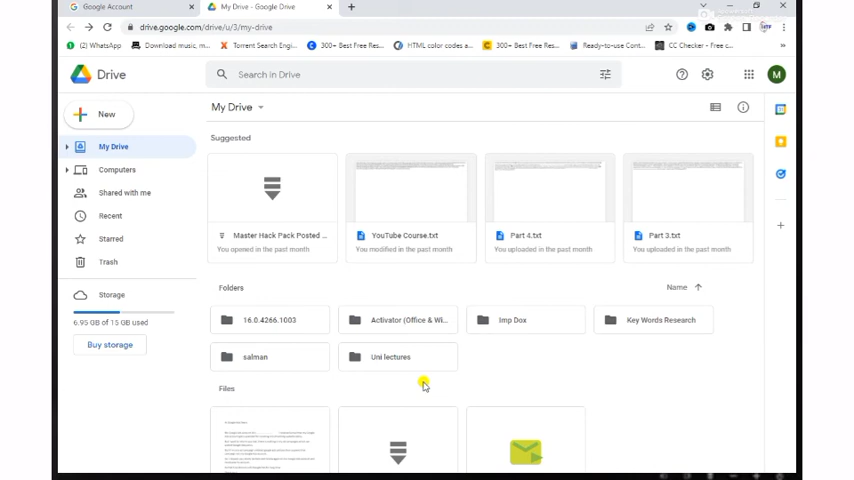 Google Account
My Drive - Google Drive
drive.google.com/drive/u/3/my-drive
(2) WhatsApp
Download music, m...
Torrent Search Engi...
300+ Best Free Res...
HTML color codes a...
300+ Best Free Res...
Ready-to-use Cont...
CC Checker - Free c...
Drive
Search in Drive
M
New
My Drive
My Drive
Computers
Shared with me
Recent
Starred
Trash
Storage
6.95 GB of 15 GB used
Buy storage
Suggested
Master Hack Pack Posted ...
You opened in the past month
YouTube Course.txt
You modified in the past month
Part 4.txt
You uploaded in the past month
Part 3.txt
You uploaded in the past month
Folders
Name
16.0.4266.1003
Activator (Office & Wi...
Imp Dox
Key Words Research
salman
Uni lectures
Files